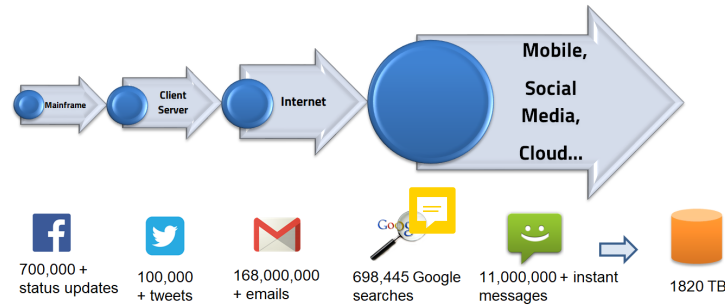 Mainframe
Client
Server
Internet
Mobile,
Social
Media,
Cloud...
700,000 +
status updates
100,000
+ tweets
168,000,000
+ emails
Goog
698,445 Google
searches
11,000,000 + instant
messages
1820 TB